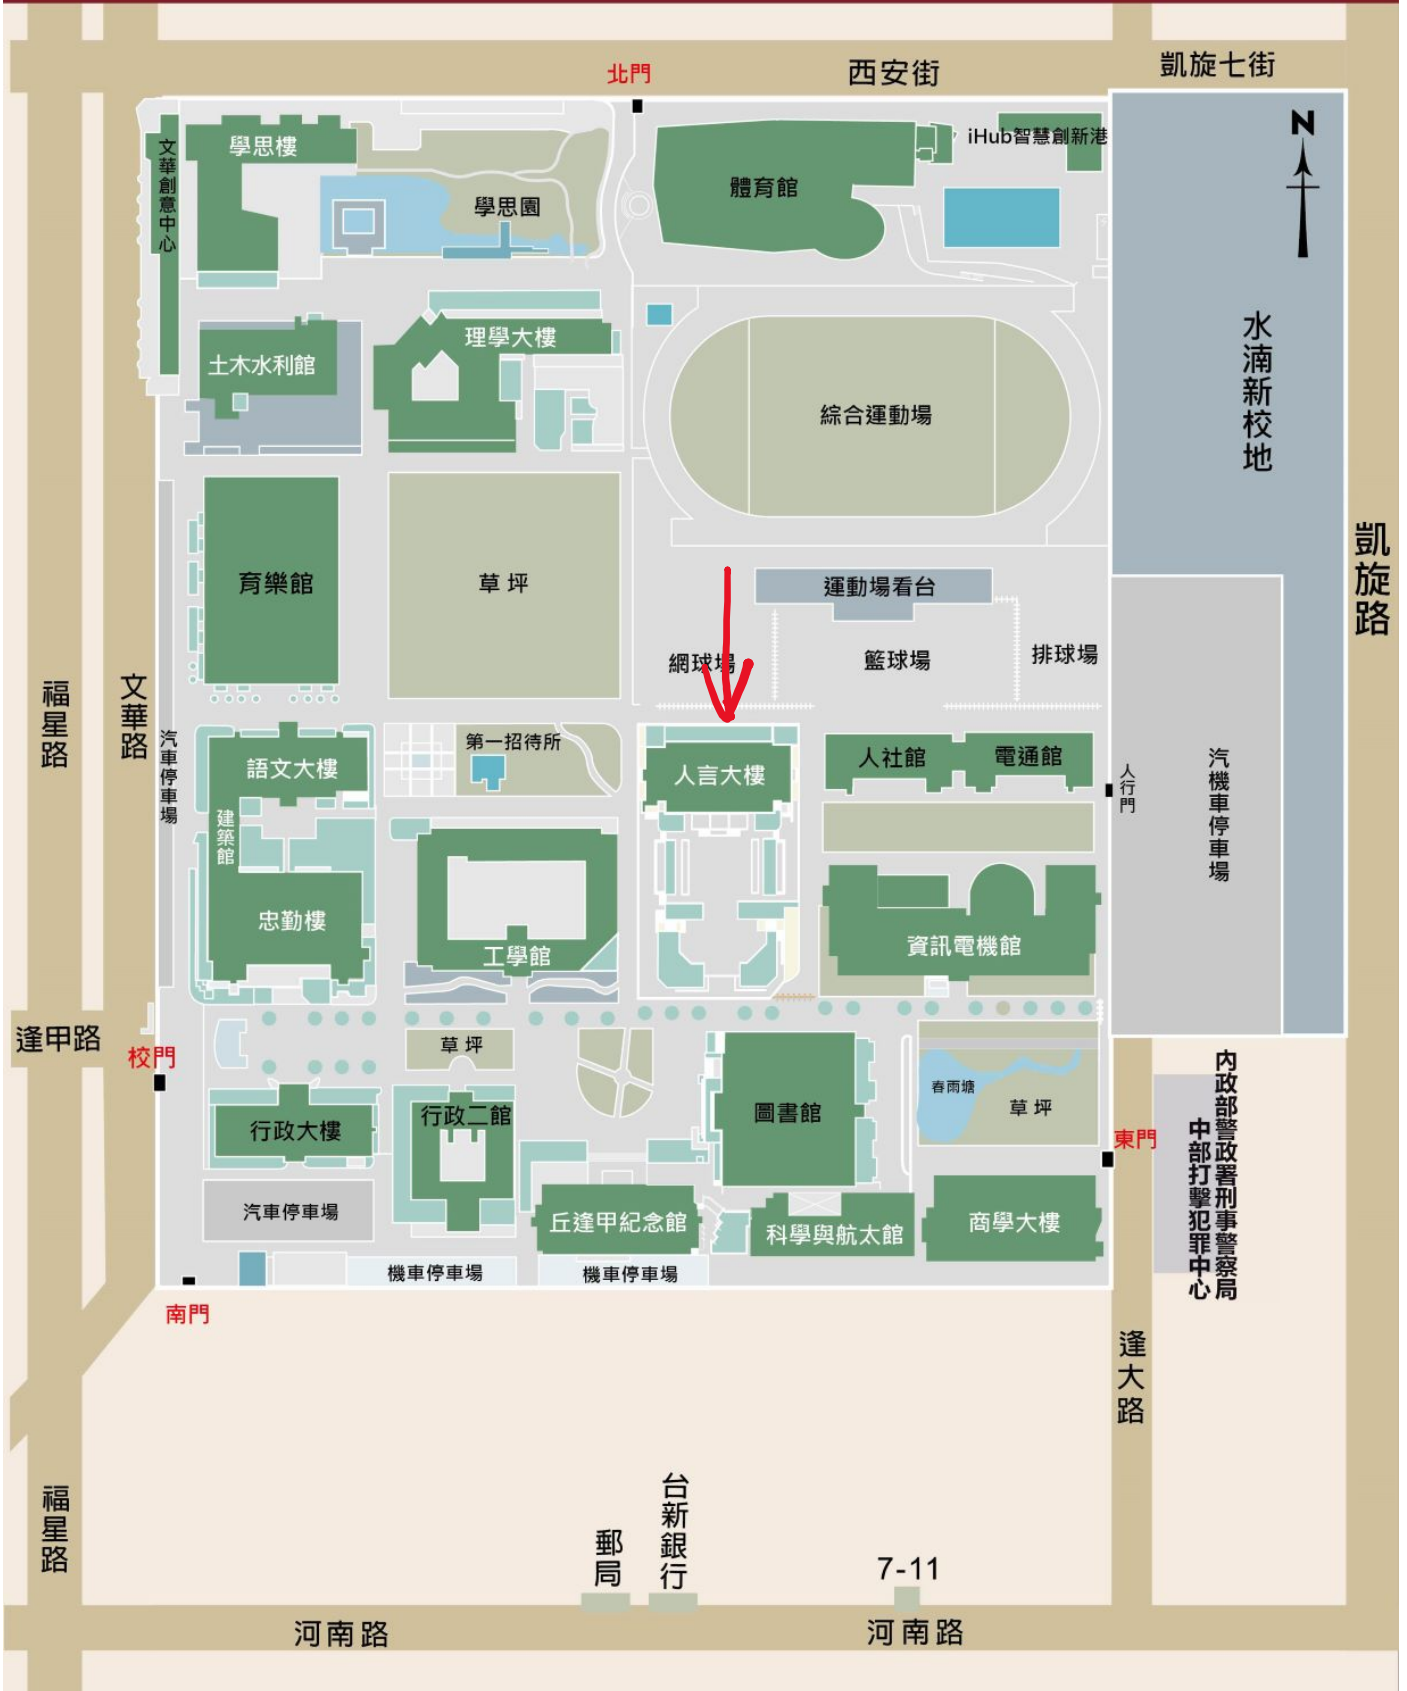 北門
西安街
凱旋七街
N
iHub智慧創新港
學思樓
文華創意中心
學思園
體育館
水湳新校地
土木水利館
理學大樓
綜合運動場
育樂館
草坪
運動場看台
網球場
籃球場
排球場
凱旋路
福星路
文華路
汽車停車場
語文大樓
第一招待所
人言大樓
人社館
電通館
人行門
汽機車停車場
建築館
忠勤樓
工學館
資訊電機館
逢甲路
校門
草坪
行政大樓
行政二館
圖書館
春雨塘
草坪
東門
內政部警政署刑事警察局
中部打擊犯罪中心
汽車停車場
丘逢甲紀念館
科學與航太館
商學大樓
機車停車場
機車停車場
南門
逢大路
福星路
郵局
台新銀行
7-11
河南路
河南路